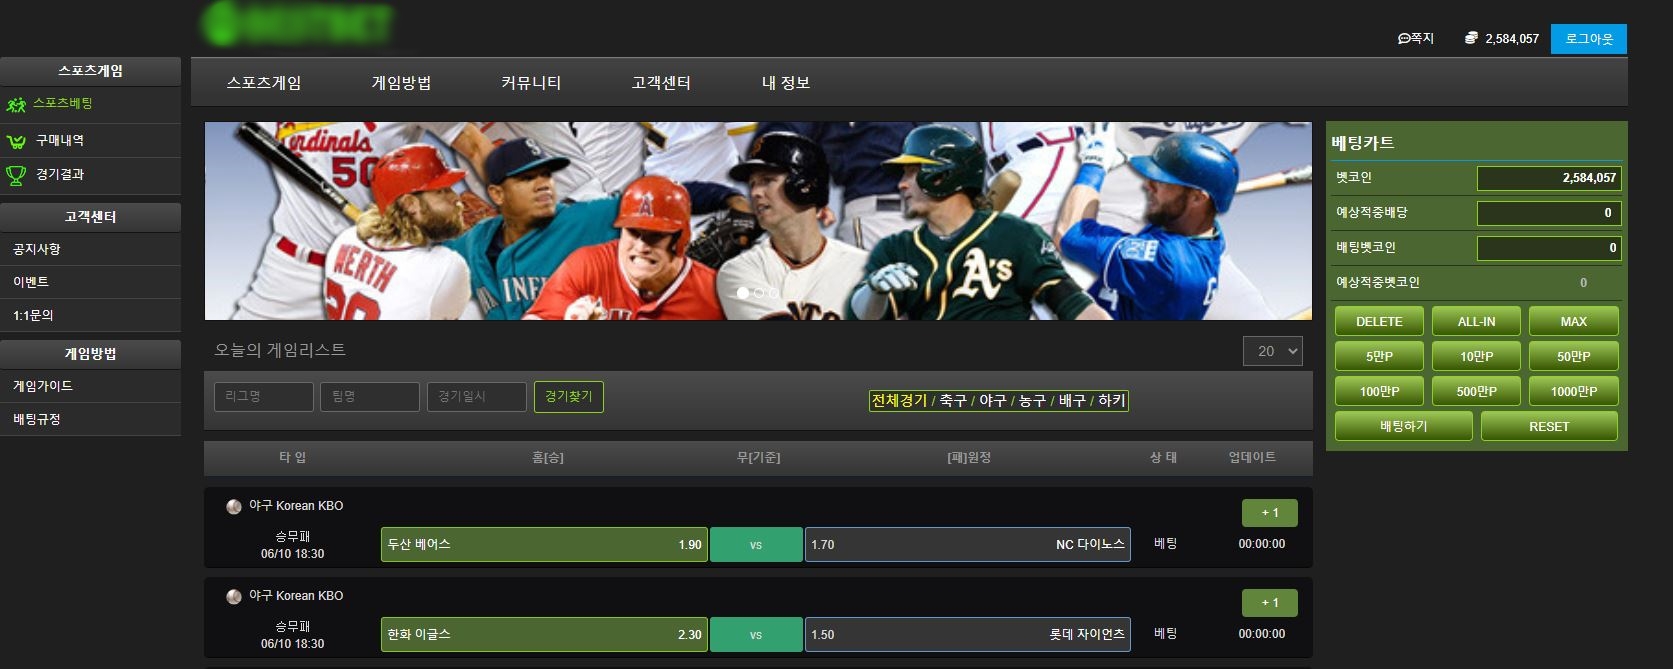 쪽지
2,584,057
로그아웃
스포츠게임
스포츠베팅
구매내역
경기결과
고객센터
공지사항
이벤트
1:1문의
게임방법
게임가이드
배팅규정
스포츠게임 게임방법 커뮤니티 고객센터 내 정보
Cardinals
50
WERTH
20
A
A's
오늘의 게임리스트
20
리그명 팀명 경기일시 경기찾기
전체경기 / 축구 / 야구 / 농구 / 배구 / 하키
타 입 홈[승] 무[기준] [패]원정 상 태 업데이트
야구 Korean KBO
+ 1
승무패
06/10 18:30
두산 베어스 1.90 vs 1.70 NC 다이노스 베팅 00:00:00
야구 Korean KBO
+ 1
승무패
06/10 18:30
한화 이글스 2.30 vs 1.50 롯데 자이언츠 베팅 00:00:00
베팅카트
벳코인 2,584,057
예상적중배당 0
배팅벳코인 0
예상적중벳코인 0
DELETE ALL-IN MAX
5만P 10만P 50만P
100만P 500만P 1000만P
배팅하기 RESET